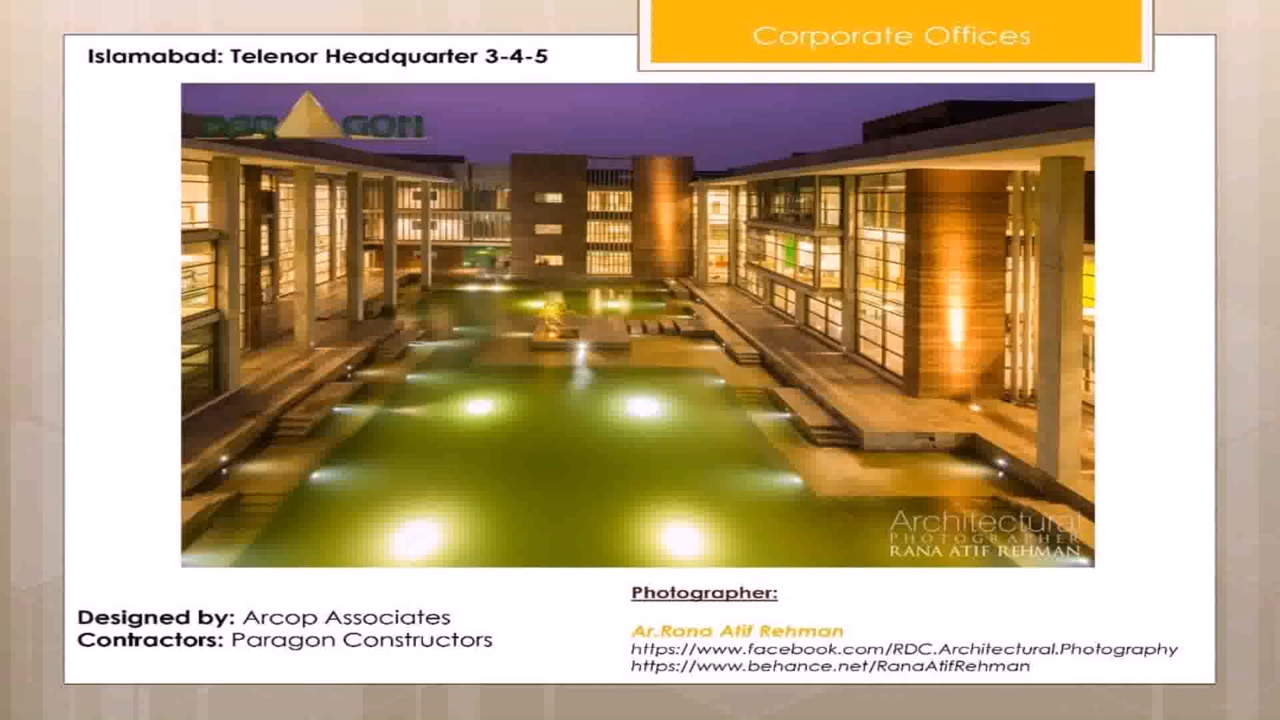 Corporate Offices
Islamabad: Telenor Headquarter 3-4-5
PARAGON
Architectural
PHOTOGRAPHER
RANA ATIF REHMAN
Designed by: Arcop Associates
Contractors: Paragon Constructors
Photographer:
Ar.Rana Atif Rehman
https://www.facebook.com/RDC.Architectural.Photography
https://www.behance.net/RanaAtifRehman